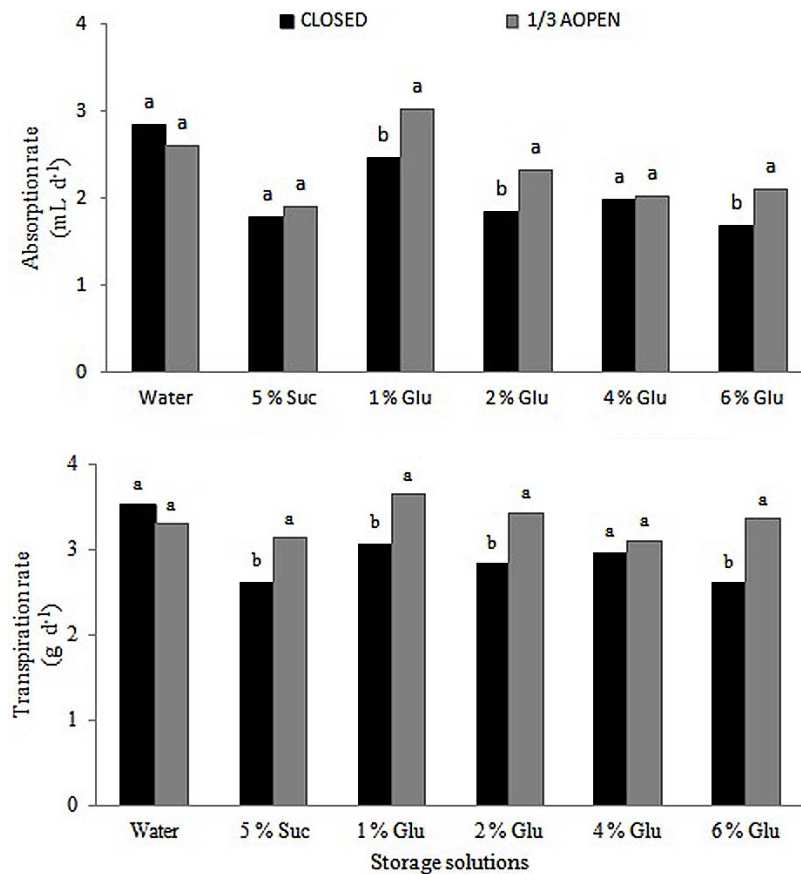 CLOSED 1/3 AOPEN
4
3
2
1
0
Absorption rate
(mL d-1)
a a a a b a b a a a b a
Water 5 % Suc 1 % Glu 2 % Glu 4 % Glu 6 % Glu
4
3
2
1
0
Transpiration rate
(g d-1)
a a b a b a b a a a b a
Water 5 % Suc 1 % Glu 2 % Glu 4 % Glu 6 % Glu
Storage solutions